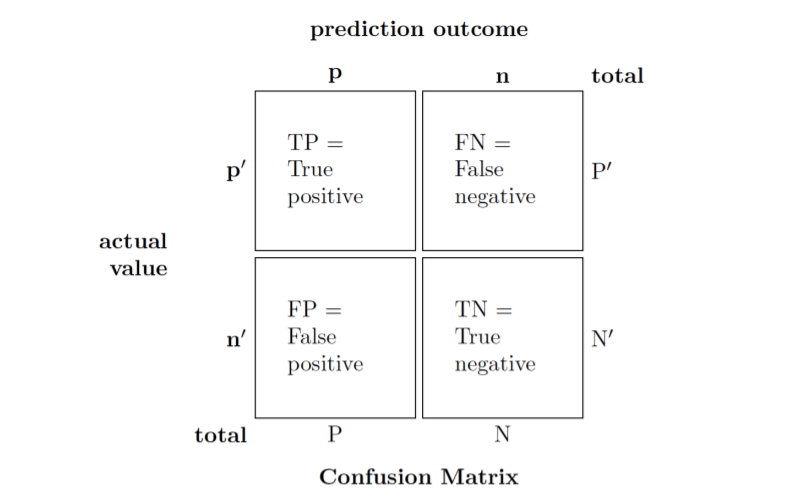 prediction outcome
p n total
p′ TP = FN = P′
True False
positive negative
actual
value
n′ FP = TN = N′
False True
positive negative
total P N
Confusion Matrix